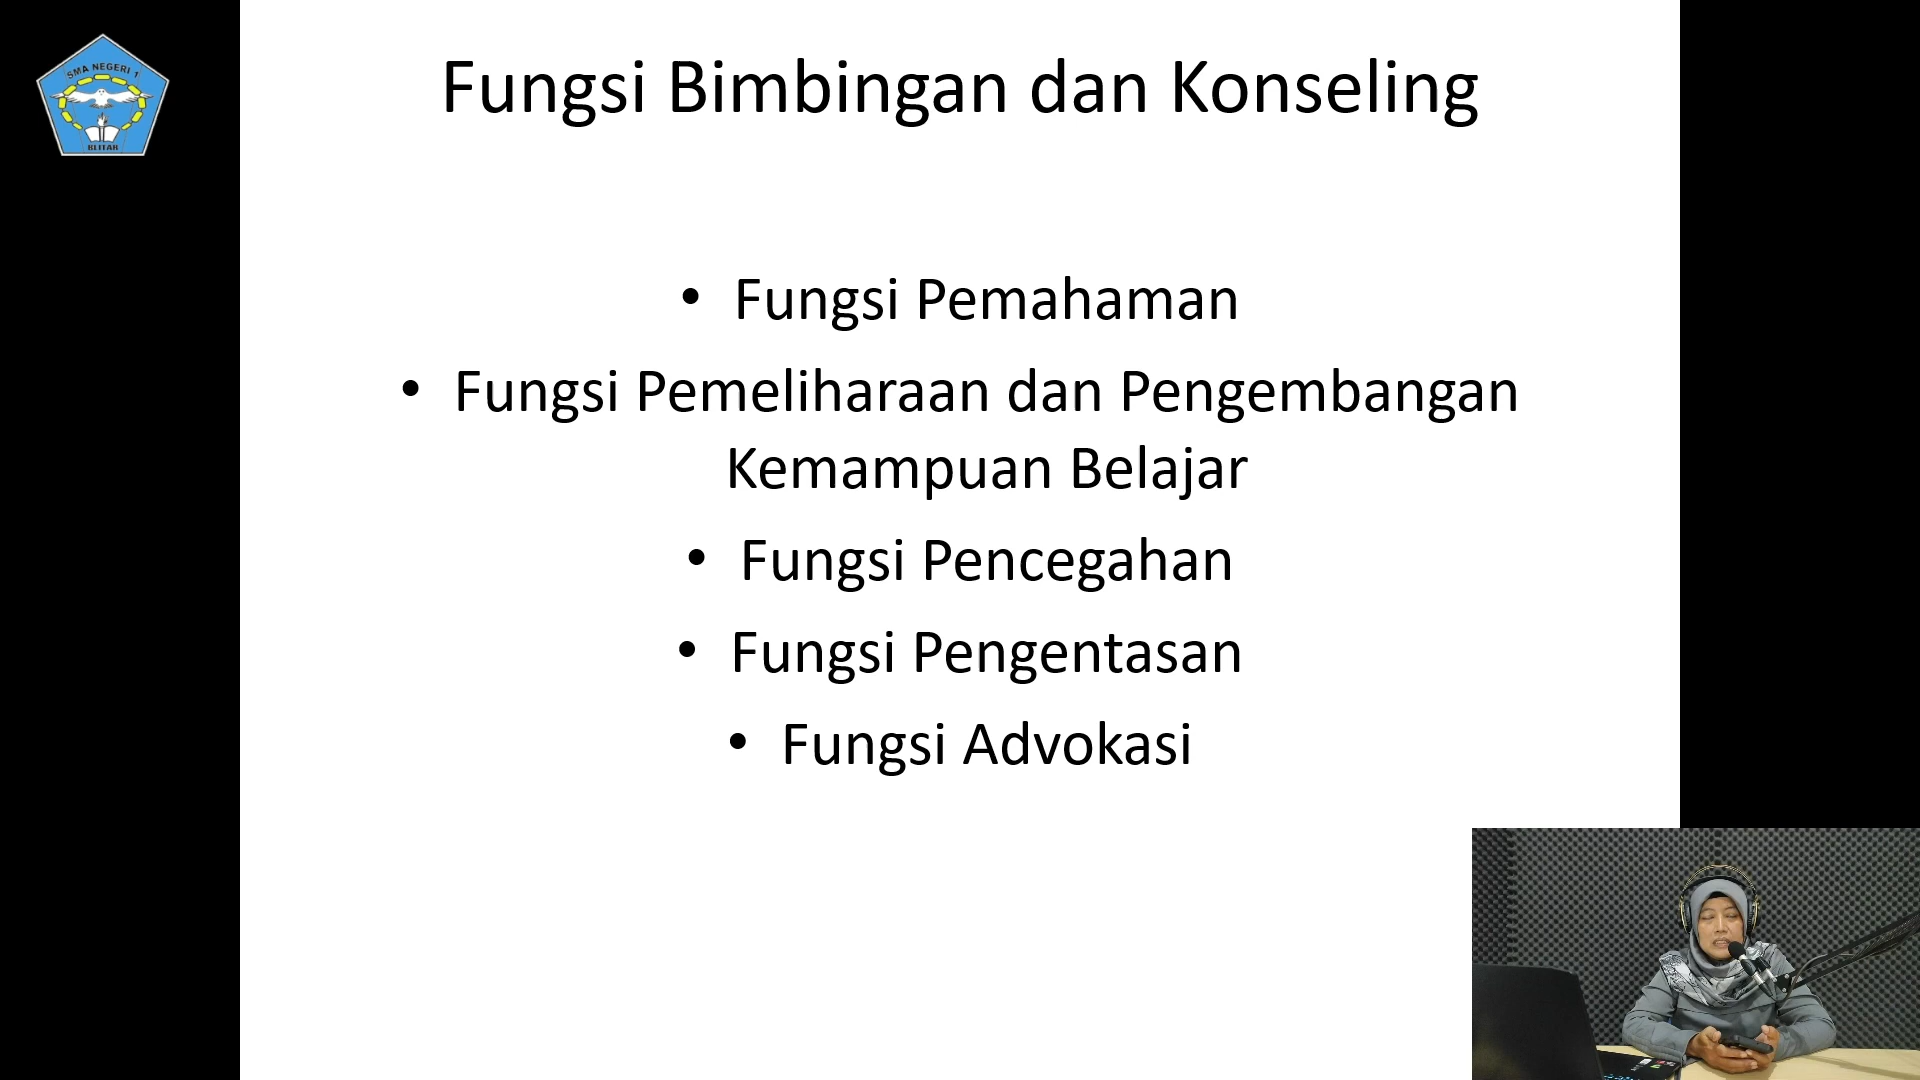 SMA NEGERI 1
BLITAR
Fungsi Bimbingan dan Konseling
• Fungsi Pemahaman
• Fungsi Pemeliharaan dan Pengembangan
Kemampuan Belajar
• Fungsi Pencegahan
• Fungsi Pengentasan
• Fungsi Advokasi